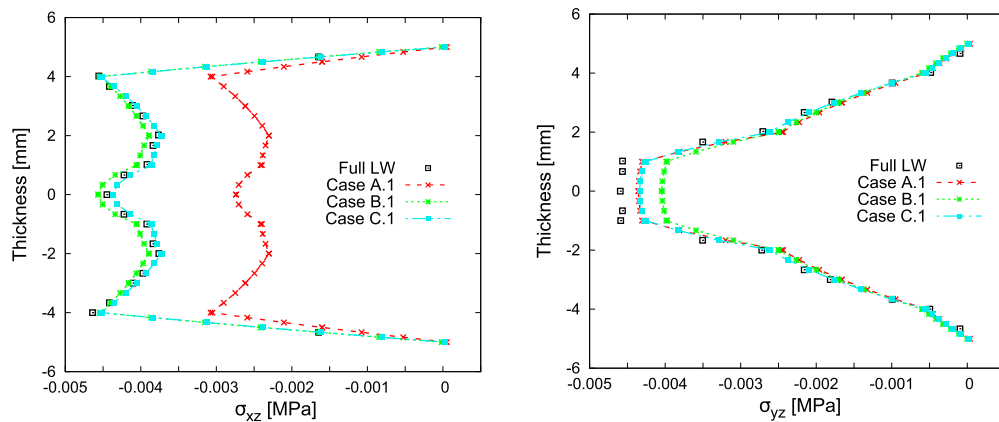 6
4
2
0
-2
-4
-6
Thickness [mm]
-0.005
-0.004
-0.003
-0.002
-0.001
0
σxz [MPa]
Full LW
Case A.1
Case B.1
Case C.1
6
4
2
0
-2
-4
-6
Thickness [mm]
-0.005
-0.004
-0.003
-0.002
-0.001
0
σyz [MPa]
Full LW
Case A.1
Case B.1
Case C.1